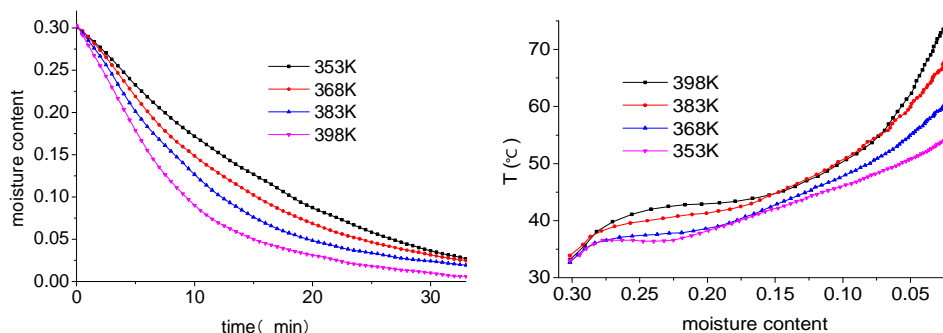 0.30
0.25
0.20
0.15
0.10
0.05
0.00
moisture content
353K
368K
383K
398K
0 10 20 30
time( min)
70
60
50
40
30
T (℃)
398K
383K
368K
353K
0.30 0.25 0.20 0.15 0.10 0.05
moisture content